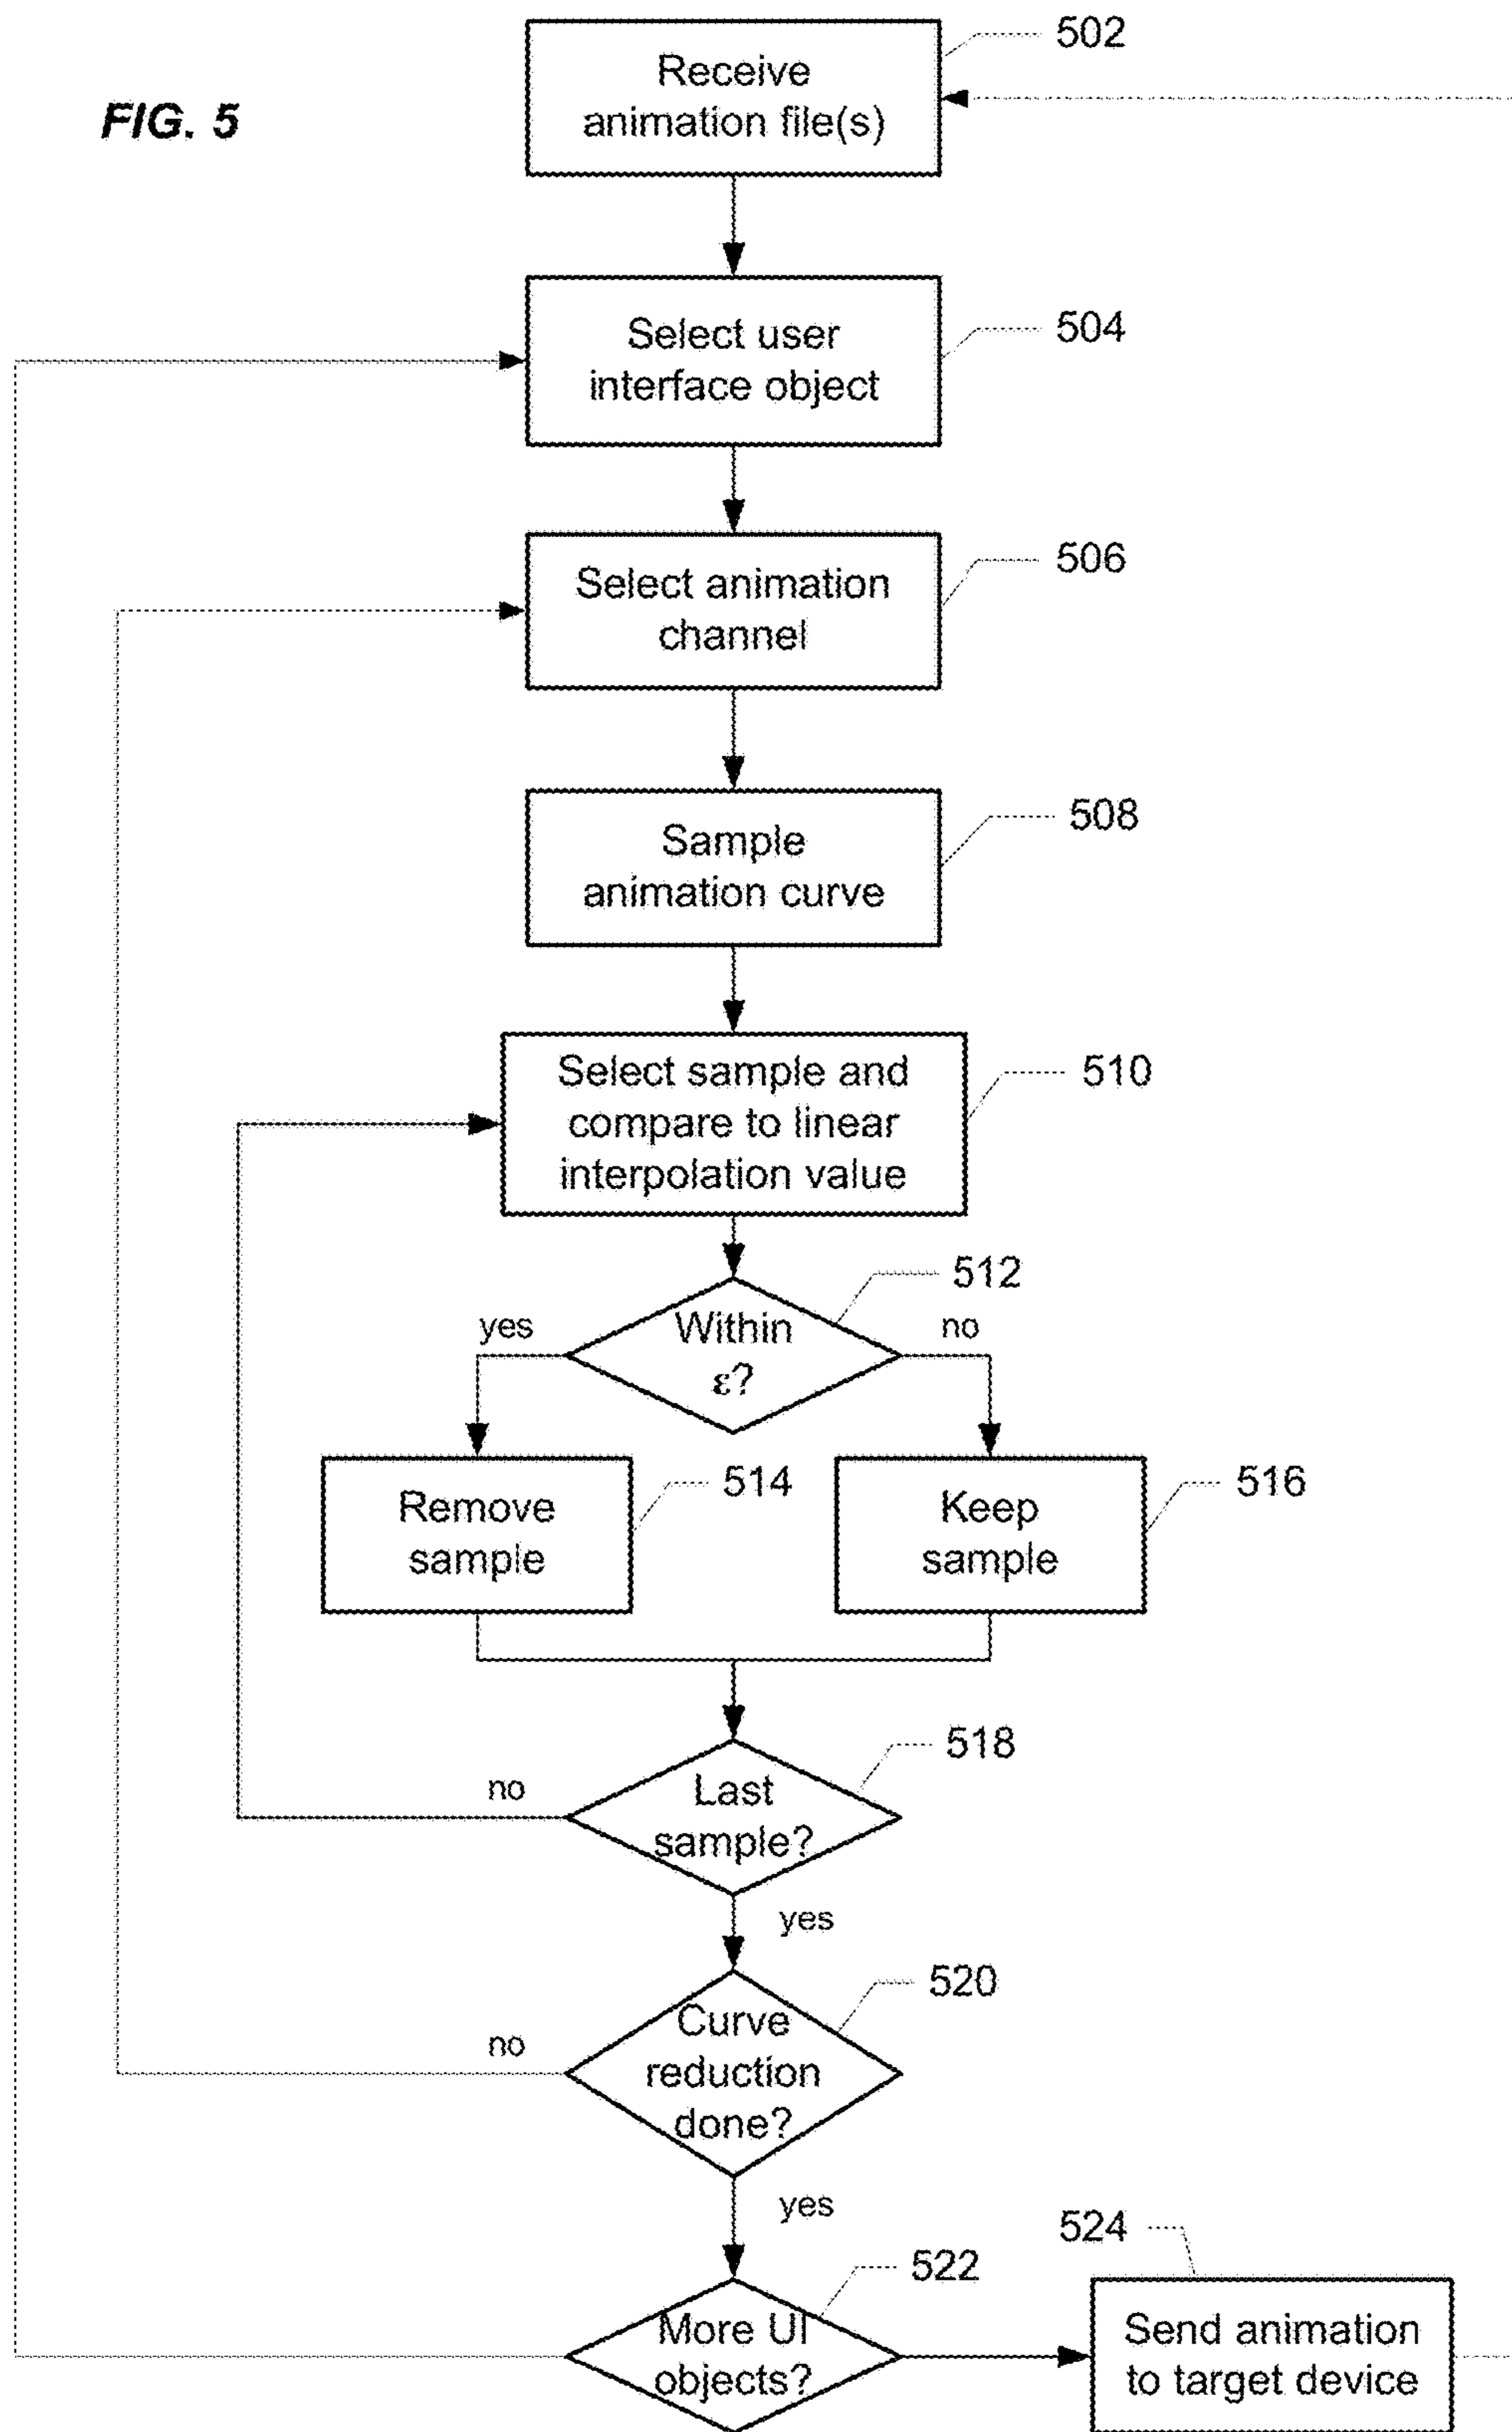 FIG. 5
502
Receive
animation file(s)
504
Select user
interface object
506
Select animation
channel
508
Sample
animation curve
510
Select sample and
compare to linear
interpolation value
512
yes
Within
ε?
no
Remove
sample
514
Keep
sample
516
518
no
Last
sample?
yes
520
no
Curve
reduction
done?
yes
522
More UI
objects?
524
Send animation
to target device